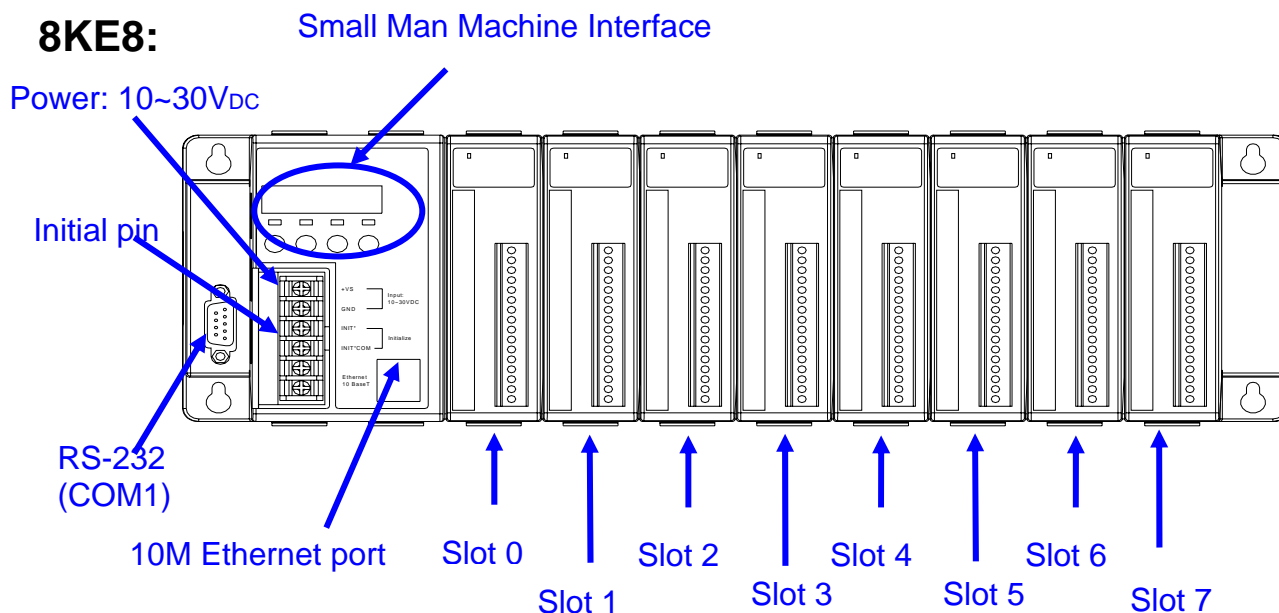 8KE8:
Small Man Machine Interface
Power: 10~30VDC
Initial pin
+VS
GND
Input
10~30VDC
INIT*
INIT*COM
Initialize
Ethernet
10 BaseT
RS-232
(COM1)
10M Ethernet port
Slot 0
Slot 1
Slot 2
Slot 3
Slot 4
Slot 5
Slot 6
Slot 7